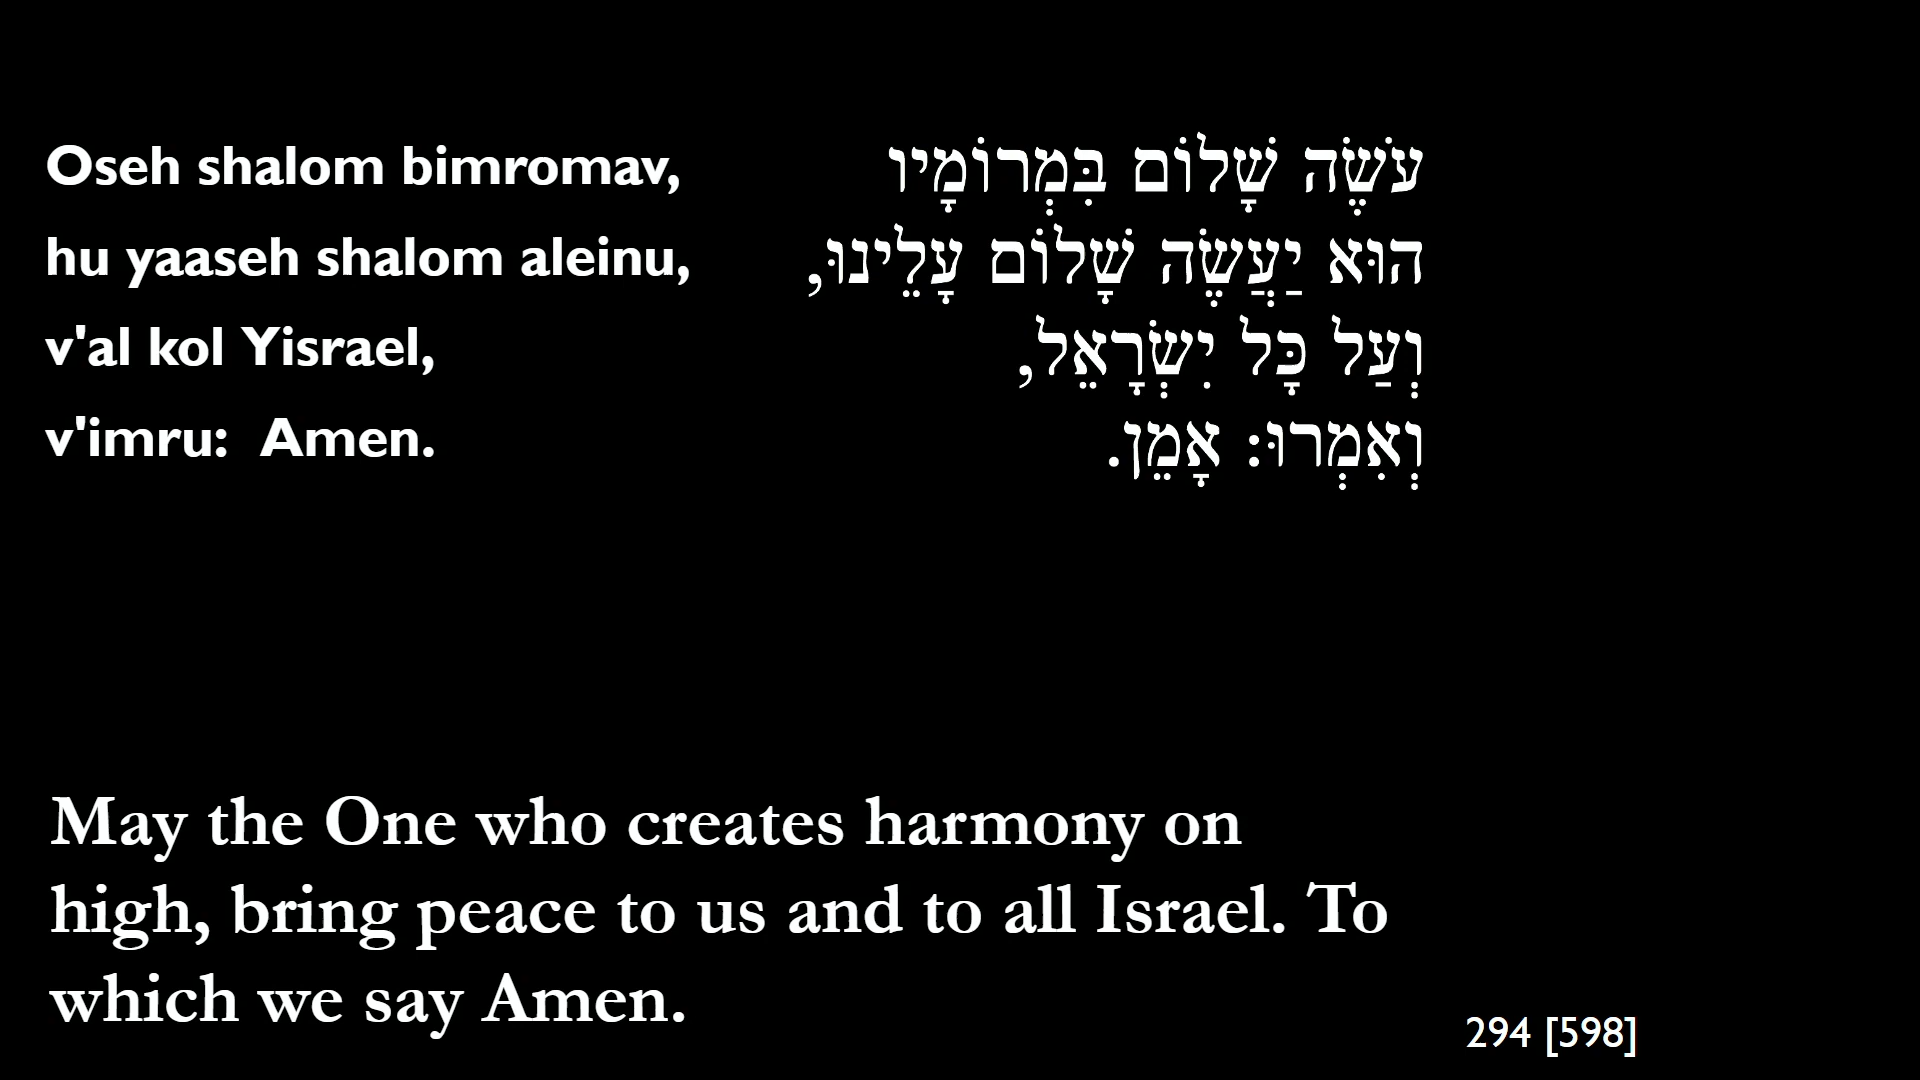 Oseh shalom bimromav,
hu yaaseh shalom aleinu,
v'al kol Yisrael,
v'imru:  Amen.
עֹשֶׂה שָׁלוֹם בִּמְרוֹמָיו
הוּא יַעֲשֶׂה שָׁלוֹם עָלֵינוּ,
וְעַל כָּל יִשְׂרָאֵל,
וְאִמְרוּ: אָמֵן.
May the One who creates harmony on
high, bring peace to us and to all Israel. To
which we say Amen.
294 [598]